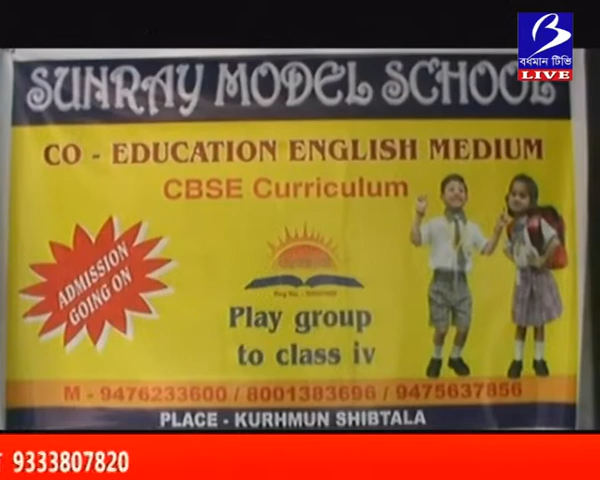 বর্ধমান টিভি
LIVE
SUNRAY MODEL SCHOOL
CO - EDUCATION ENGLISH MEDIUM
CBSE Curriculum
ADMISSION
GOING ON
Play group
to class iv
M - 9476233600 / 8001383696 / 9475637856
PLACE - KURHMUN SHIBTALA
9333807820